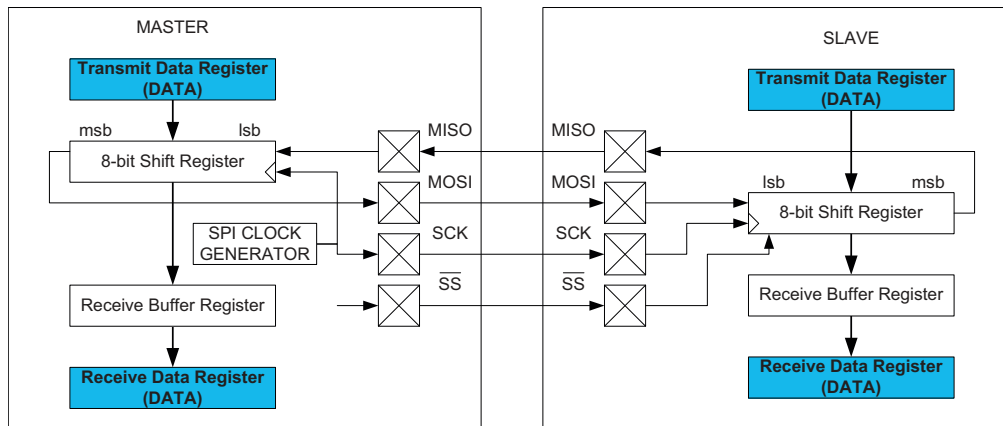 MASTER
Transmit Data Register
(DATA)
msb
lsb
8-bit Shift Register
SPI CLOCK
GENERATOR
Receive Buffer Register
Receive Data Register
(DATA)
MISO
MOSI
SCK
SS
MISO
MOSI
SCK
SS
SLAVE
Transmit Data Register
(DATA)
lsb
msb
8-bit Shift Register
Receive Buffer Register
Receive Data Register
(DATA)